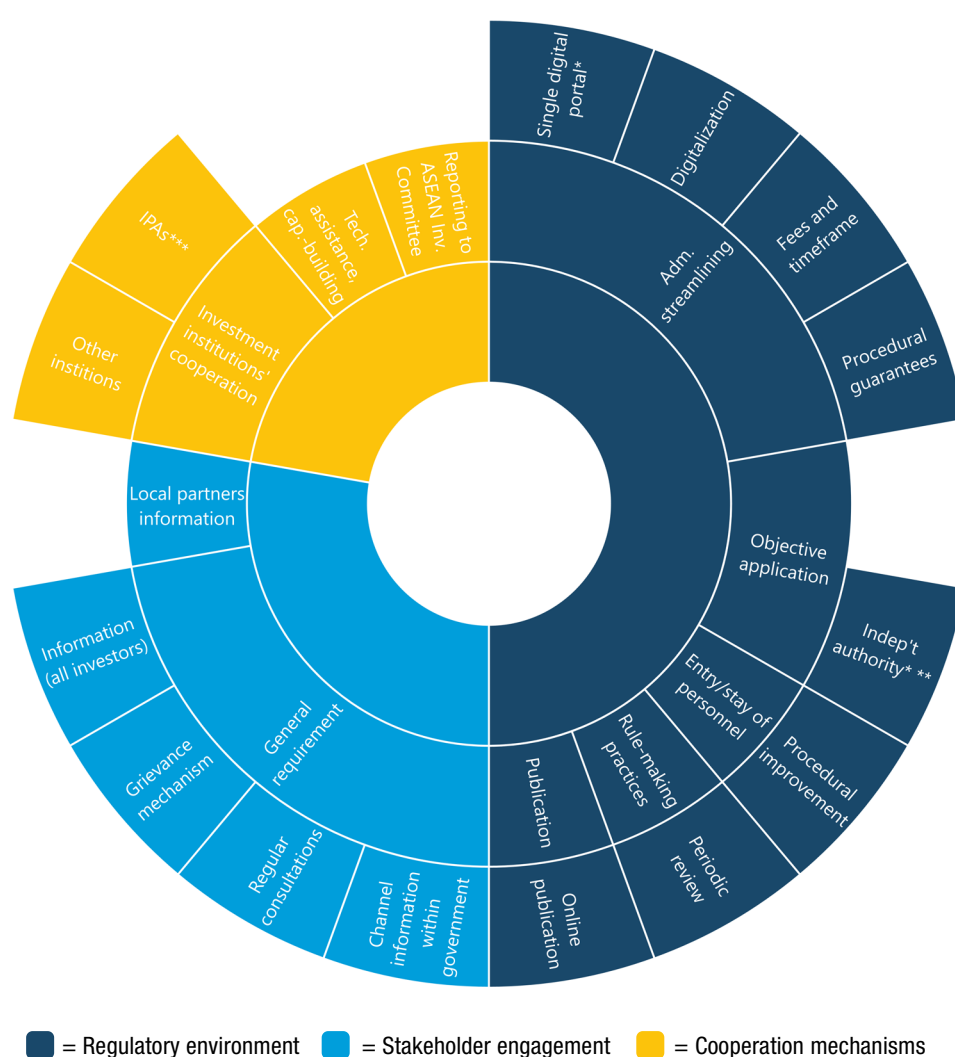 Single digital
portal*
Digitalization
Fees and
timeframe
Procedural
guarantees
Adm.
streamlining
Objective
application
Indep't
authority* **
Entry/stay of
personnel
Procedural
improvement
Rule-making
practices
Periodic
review
Publication
Online
publication
Channel
information
within
government
Regular
consultations
General
requirement
Grievance
mechanism
Information
(all investors)
Local partners
information
Other
institions
IPAs***
Investment
institutions'
cooperation
Tech.
assistance,
cap.-building
Reporting to
ASEAN Inv.
Committee
= Regulatory environment
= Stakeholder engagement
= Cooperation mechanisms